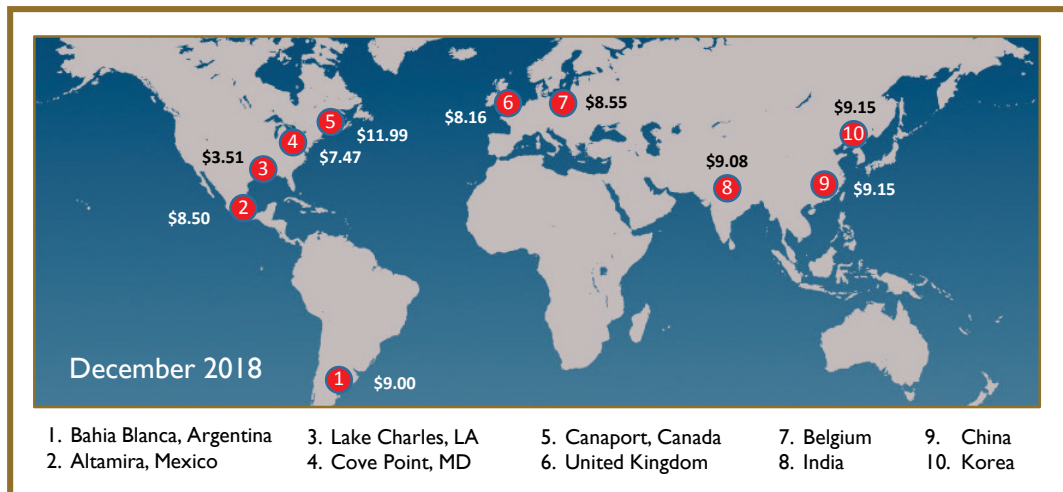 $9.15
10
6
7
$8.55
$8.16
5
$11.99
4
$7.47
$3.51
3
$9.08
8
9
$9.15
2
$8.50
December 2018
1
$9.00
1. Bahia Blanca, Argentina
2. Altamira, Mexico
3. Lake Charles, LA
4. Cove Point, MD
5. Canaport, Canada
6. United Kingdom
7. Belgium
8. India
9. China
10. Korea